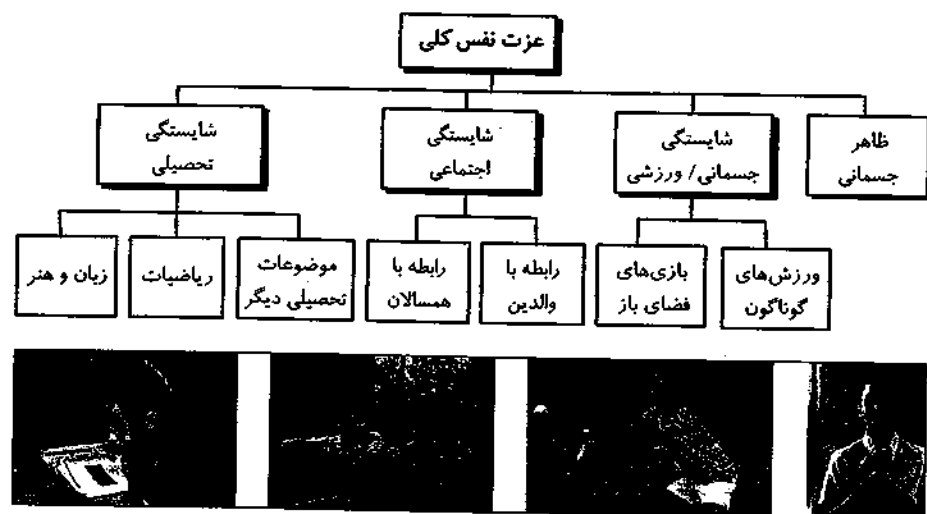 عزت نفس کلی
ظاهر
جسمانی
شایستگی
جسمانی/ ورزشی
شایستگی
اجتماعی
شایستگی
تحصیلی
ورزش‌های
گوناگون
بازی‌های
فضای باز
رابطه با
والدین
رابطه با
همسالان
موضوعات
تحصیلی دیگر
ریاضیات
زبان و هنر